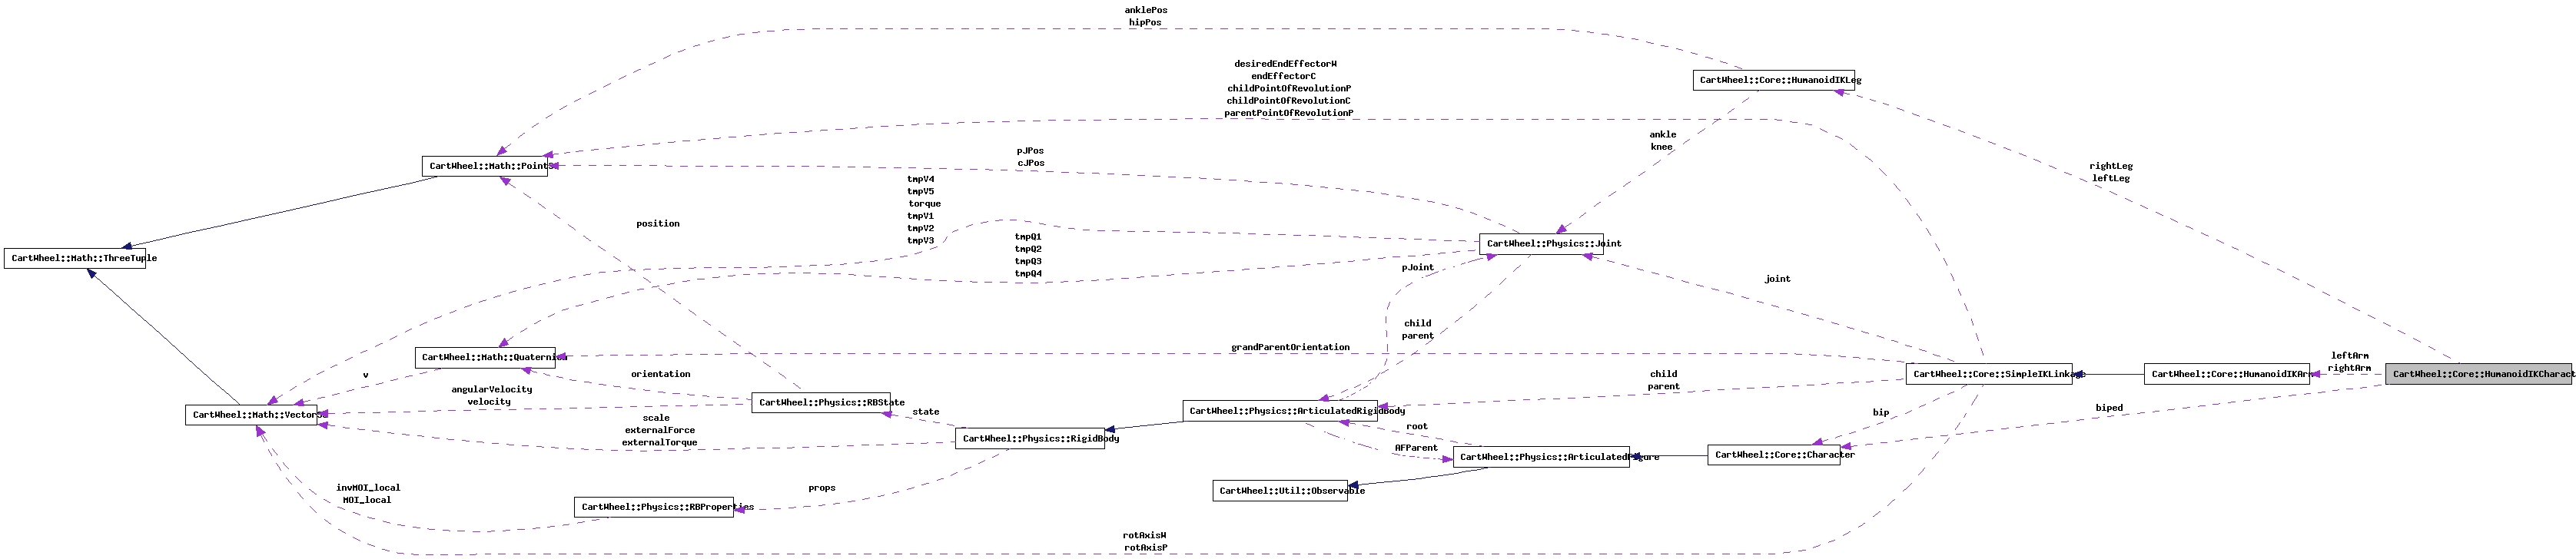 anklePos
hipPos
desiredEndEffectorW
endEffectorC
childPointOfRevolutionP
childPointOfRevolutionC
parentPointOfRevolutionP
CartWheel::Core::HumanoidIKLeg
ankle
knee
pJPos
cJPos
CartWheel::Math::Point3
rightLeg
leftLeg
tmpV4
tmpV5
torque
tmpV1
tmpV2
tmpV3
position
tmpQ1
tmpQ2
tmpQ3
tmpQ4
CartWheel::Physics::Joint
CartWheel::Math::ThreeTuple
pJoint
joint
child
parent
grandParentOrientation
CartWheel::Math::Quaternion
v
orientation
leftArm
rightArm
CartWheel::Core::SimpleIKLinkage
CartWheel::Core::HumanoidIKArm
CartWheel::Core::HumanoidIKCharact
child
parent
angularVelocity
velocity
CartWheel::Physics::RBState
CartWheel::Math::Vector3d
state
CartWheel::Physics::ArticulatedRigidBody
bip
biped
scale
externalForce
externalTorque
CartWheel::Physics::RigidBody
root
AFParent
CartWheel::Physics::ArticulatedFigure
CartWheel::Core::Character
invMOI_local
MOI_local
props
CartWheel::Util::Observable
CartWheel::Physics::RBProperties
rotAxisW
rotAxisP